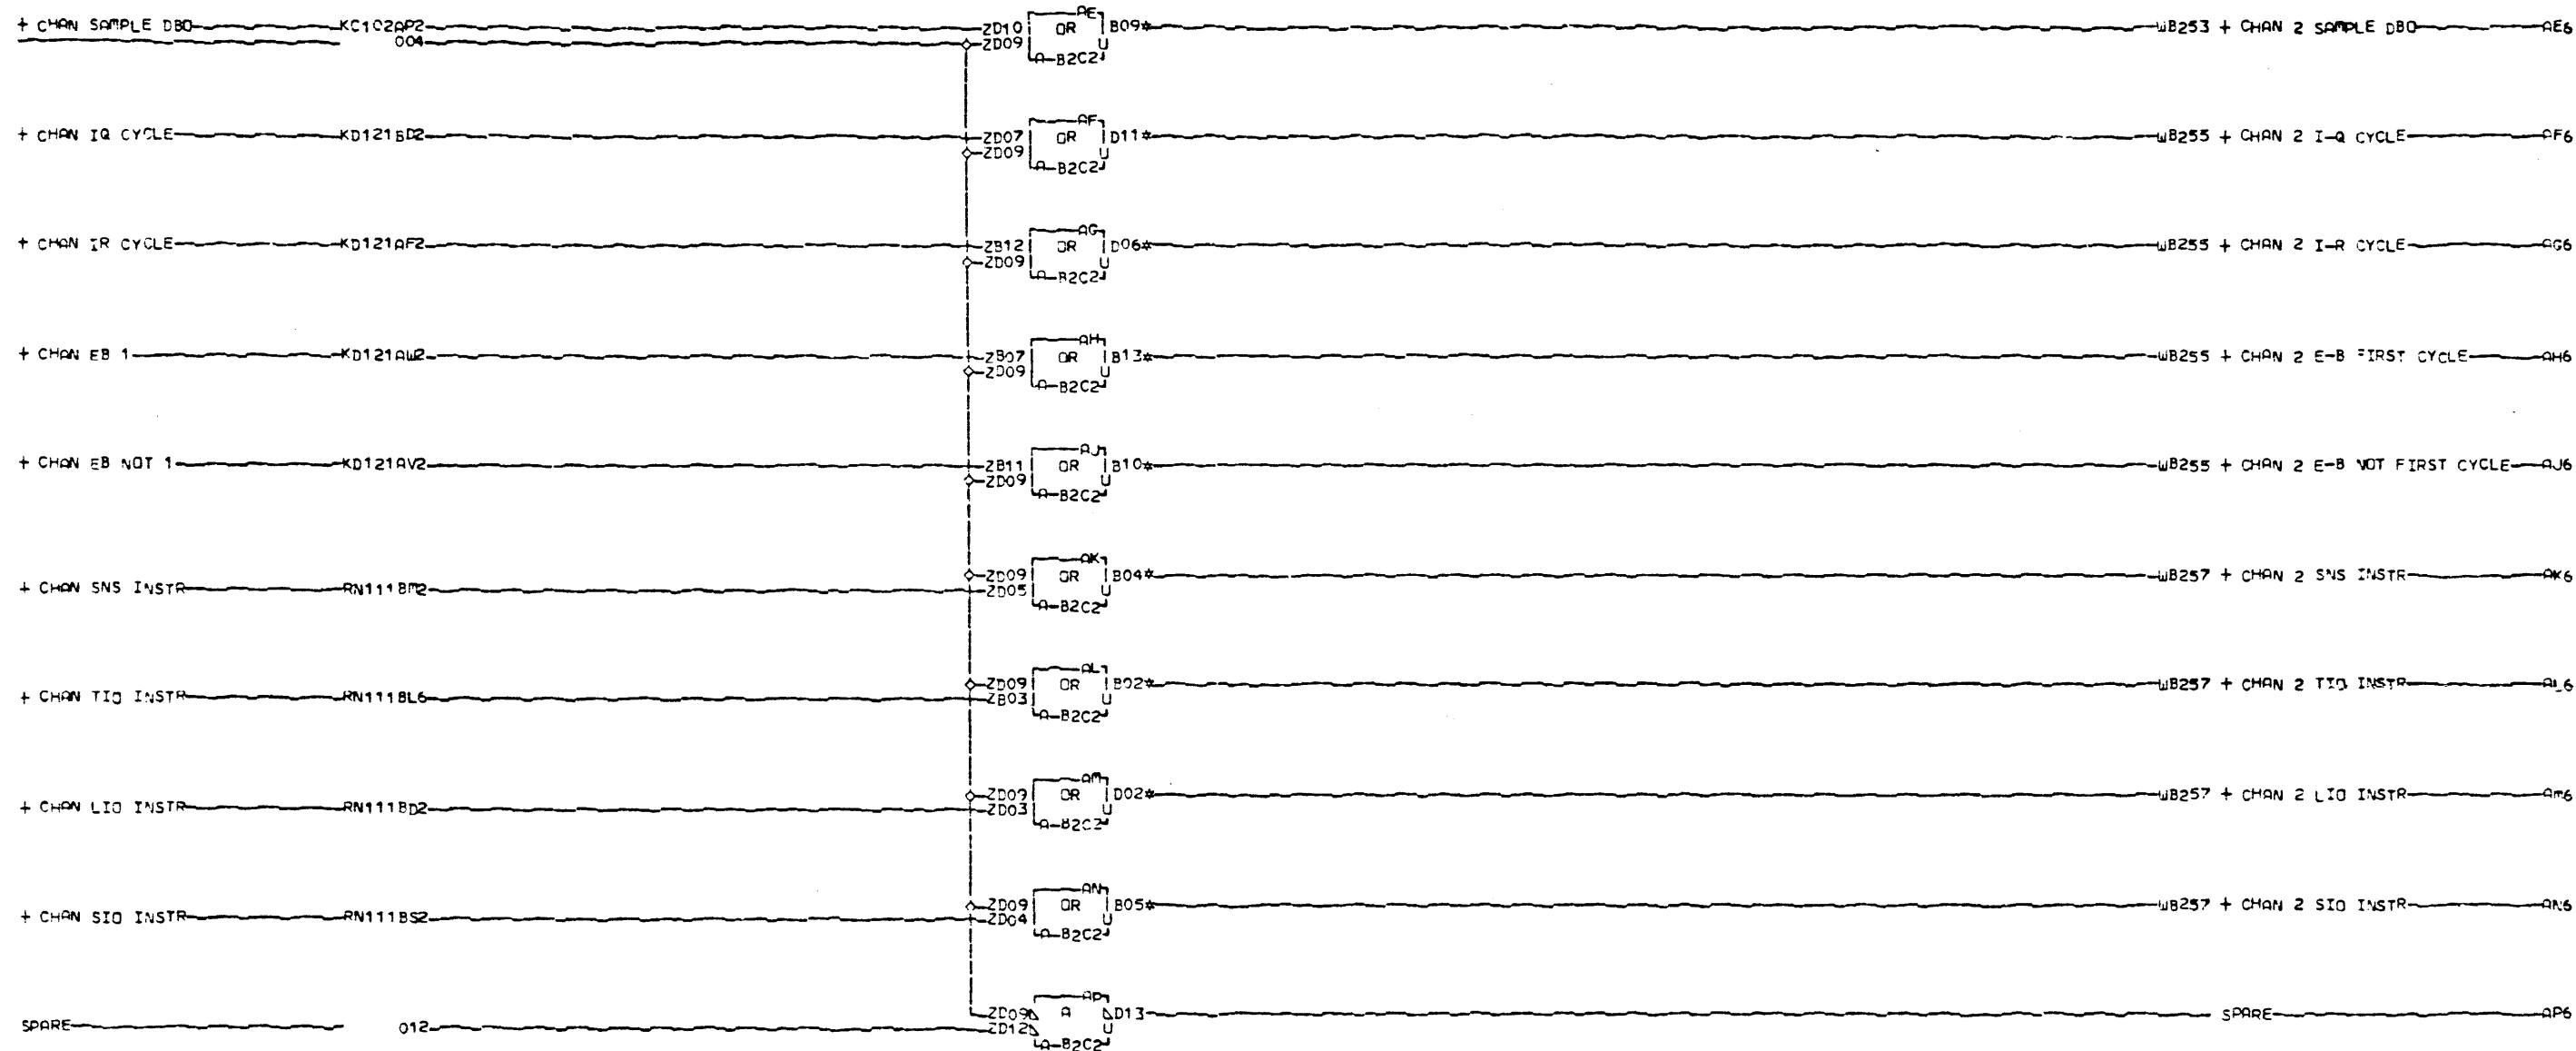 AE
+ CHAN SAMPLE DBO KC102AP2 ZD10 OR B09* WB253 + CHAN 2 SAMPLE DBO AE6
004 ZD09 U
A-B2C2
AF
+ CHAN IQ CYCLE KD121BD2 ZD07 OR D11* WB255 + CHAN 2 I-Q CYCLE AF6
ZD09 U
A-B2C2
AG
+ CHAN IR CYCLE KD121AF2 ZB12 OR D06* WB255 + CHAN 2 I-R CYCLE AG6
ZD09 U
A-B2C2
AH
+ CHAN EB 1 KD121AW2 ZB07 OR B13* WB255 + CHAN 2 E-B FIRST CYCLE AH6
ZD09 U
A-B2C2
AJ
+ CHAN EB NOT 1 KD121AV2 ZB11 OR B10* WB255 + CHAN 2 E-B NOT FIRST CYCLE AJ6
ZD09 U
A-B2C2
AK
ZD09 OR B04* WB257 + CHAN 2 SNS INSTR AK6
+ CHAN SNS INSTR RN111BM2 ZD05 U
A-B2C2
AL
ZD09 OR B02* WB257 + CHAN 2 TIO INSTR AL6
+ CHAN TIO INSTR RN111BL6 ZB03 U
A-B2C2
AM
ZD09 OR D02* WB257 + CHAN 2 LIO INSTR AM6
+ CHAN LIO INSTR RN111BD2 ZD03 U
A-B2C2
AN
ZD09 OR B05* WB257 + CHAN 2 SIO INSTR AN6
+ CHAN SIO INSTR RN111BS2 ZD04 U
A-B2C2
AP
ZD09 A D13 SPARE AP6
SPARE 012 ZD12 U
A-B2C2